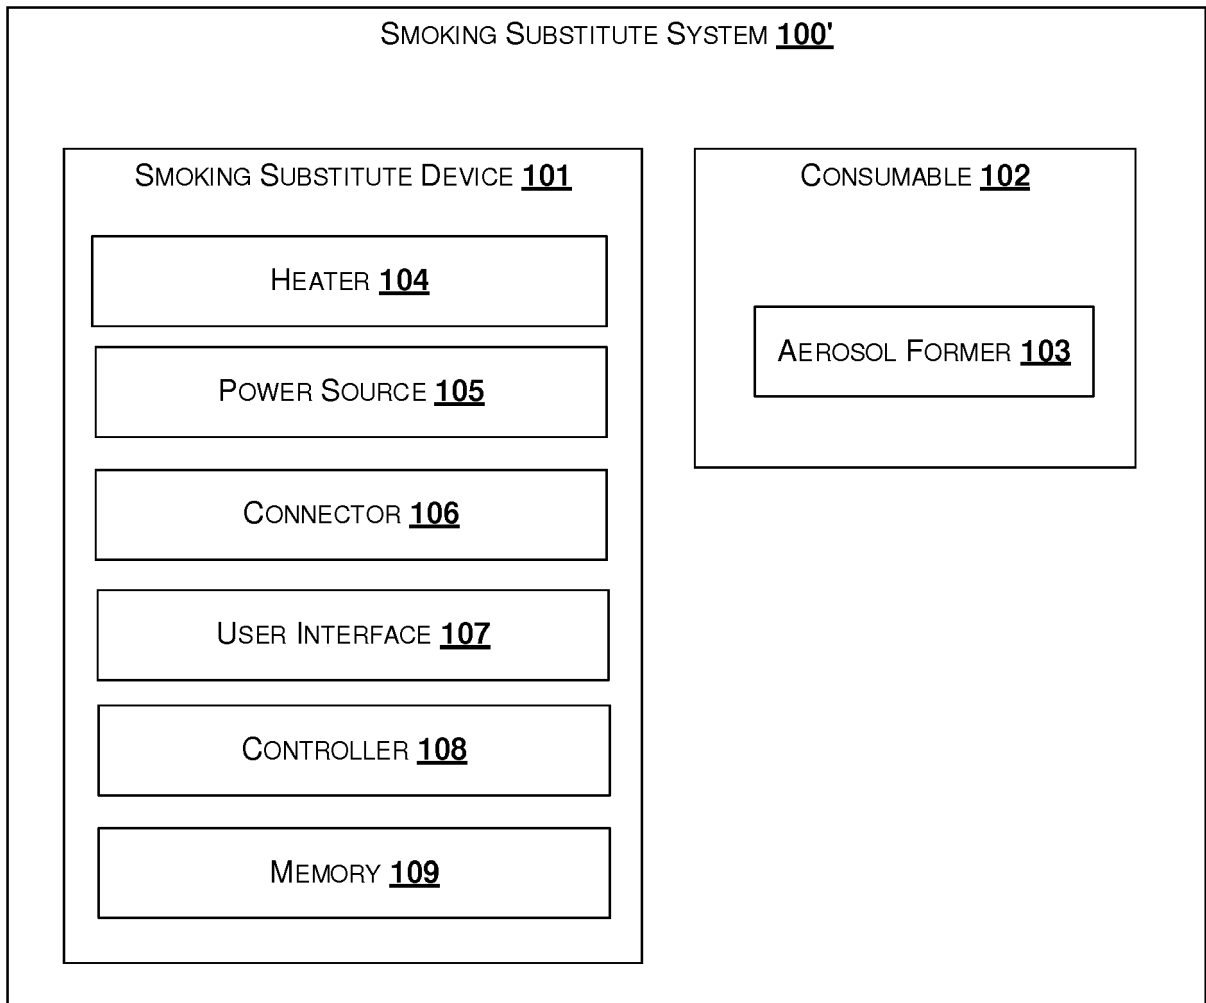 SMOKING SUBSTITUTE SYSTEM 100'
SMOKING SUBSTITUTE DEVICE 101
HEATER 104
POWER SOURCE 105
CONNECTOR 106
USER INTERFACE 107
CONTROLLER 108
MEMORY 109
CONSUMABLE 102
AEROSOL FORMER 103